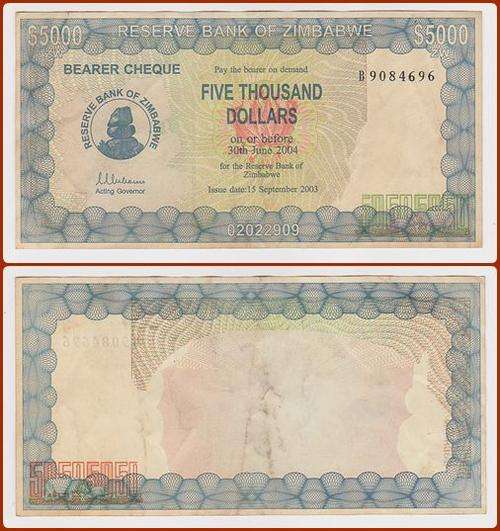 $5000 RESERVE BANK OF ZIMBABWE $5000
BEARER CHEQUE
Pay the bearer on demand
B9084696
FIVE THOUSAND
DOLLARS
on or before
30th June 2004
for the Reserve Bank of
Zimbabwe
Issue date:15 September 2003
RESERVE BANK OF ZIMBABWE
Acting Governor
02022909